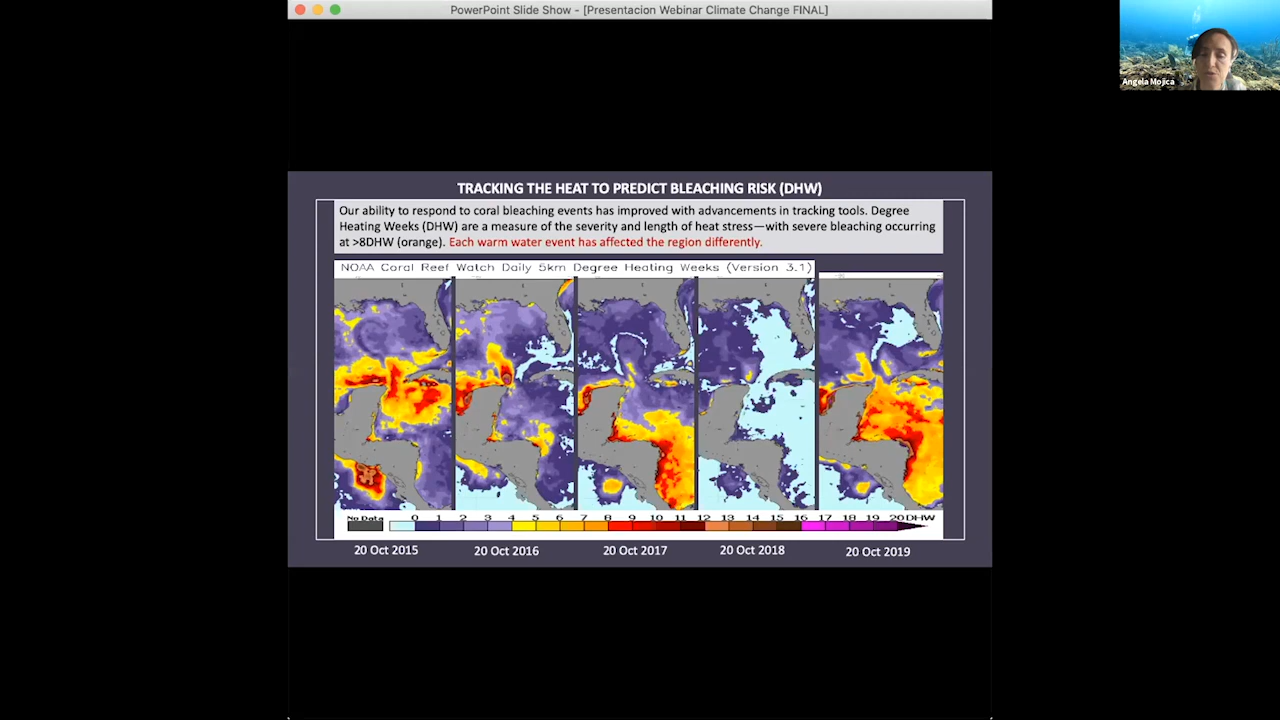 PowerPoint Slide Show - [Presentacion Webinar Climate Change FINAL]
Angela Mojica
TRACKING THE HEAT TO PREDICT BLEACHING RISK (DHW)
Our ability to respond to coral bleaching events has improved with advancements in tracking tools. Degree
Heating Weeks (DHW) are a measure of the severity and length of heat stress—with severe bleaching occurring
at >8DHW (orange). Each warm water event has affected the region differently.
NOAA Coral Reef Watch Daily 5km Degree Heating Weeks (Version 3.1)
No Data 0 1 2 3 4 5 6 7 8 9 10 11 12 13 14 15 16 17 18 19 20 DHW
20 Oct 2015 20 Oct 2016 20 Oct 2017 20 Oct 2018 20 Oct 2019